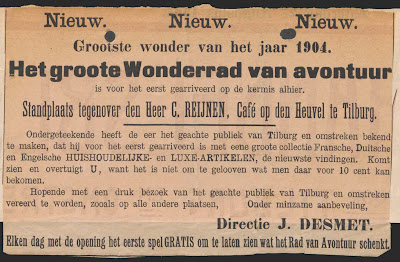 Nieuw. Nieuw. Nieuw.
Grootste wonder van het jaar 1904.
Het groote Wonderrad van avontuur
is voor het eerst gearriveerd op de kermis alhier.
Standplaats tegenover den Heer C. REIJNEN, Café op den Heuvel te Tilburg.
Ondergeteekende heeft de eer het geachte publiek van Tilburg en omstreken bekend
te maken, dat hij voor het eerst gearriveerd is met eene groote collectie Fransche, Duitsche
en Engelsche HUISHOUDELIJKE- en LUXE-ARTIKELEN, de nieuwste vindingen. Komt
zien en overtuigt U, want het is niet om te gelooven wat men daar voor 10 cent kan
bekomen.
Hopende met een druk bezoek van het geachte publiek van Tilburg en omstreken
vereerd te worden, zooals op alle andere plaatsen, Onder minzame aanbeveling,
Directie J. DESMET.
Elken dag met de opening het eerste spel GRATIS om te laten zien wat het Rad van Avontuur schenkt.